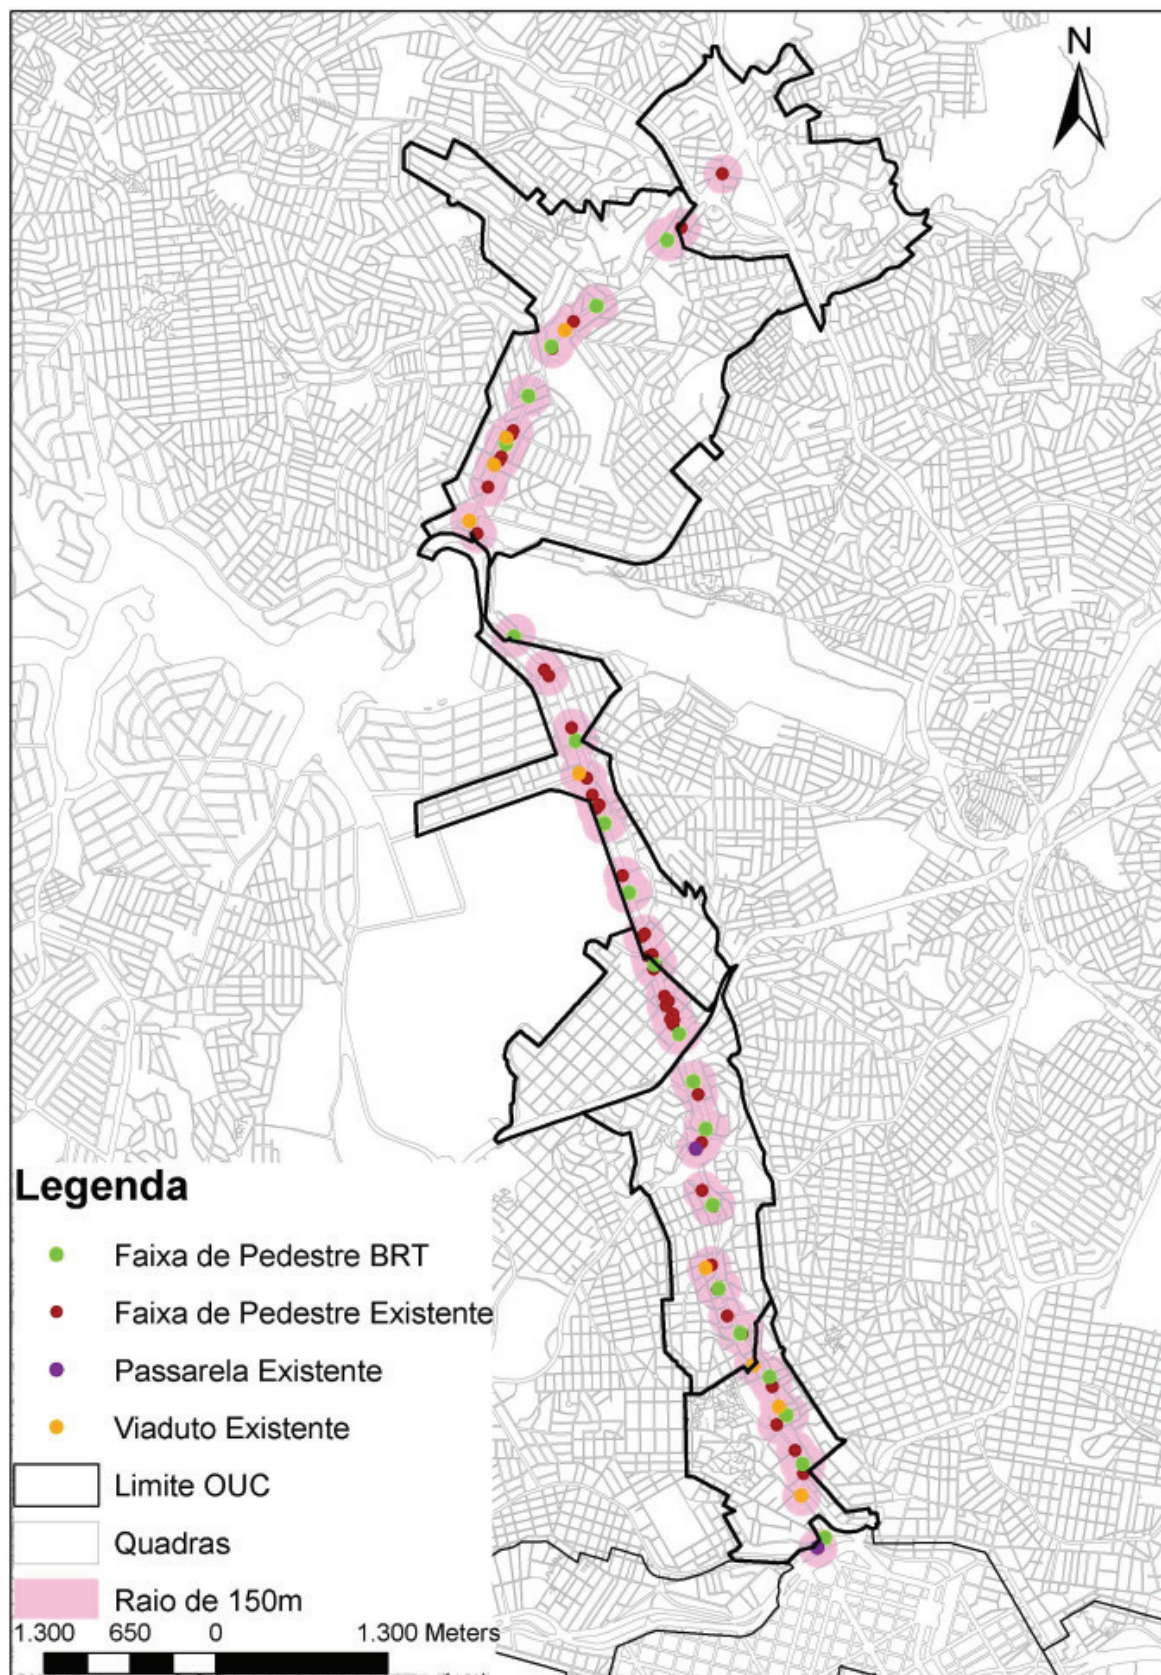 N
Legenda
Faixa de Pedestre BRT
Faixa de Pedestre Existente
Passarela Existente
Viaduto Existente
Limite OUC
Quadras
Raio de 150m
1.300 650 0 1.300 Meters